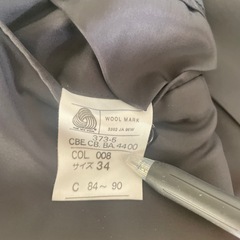 WOOL MARK
373-5
CBE.CB.BA.4400
COL 008
サイズ 34
C 84～90